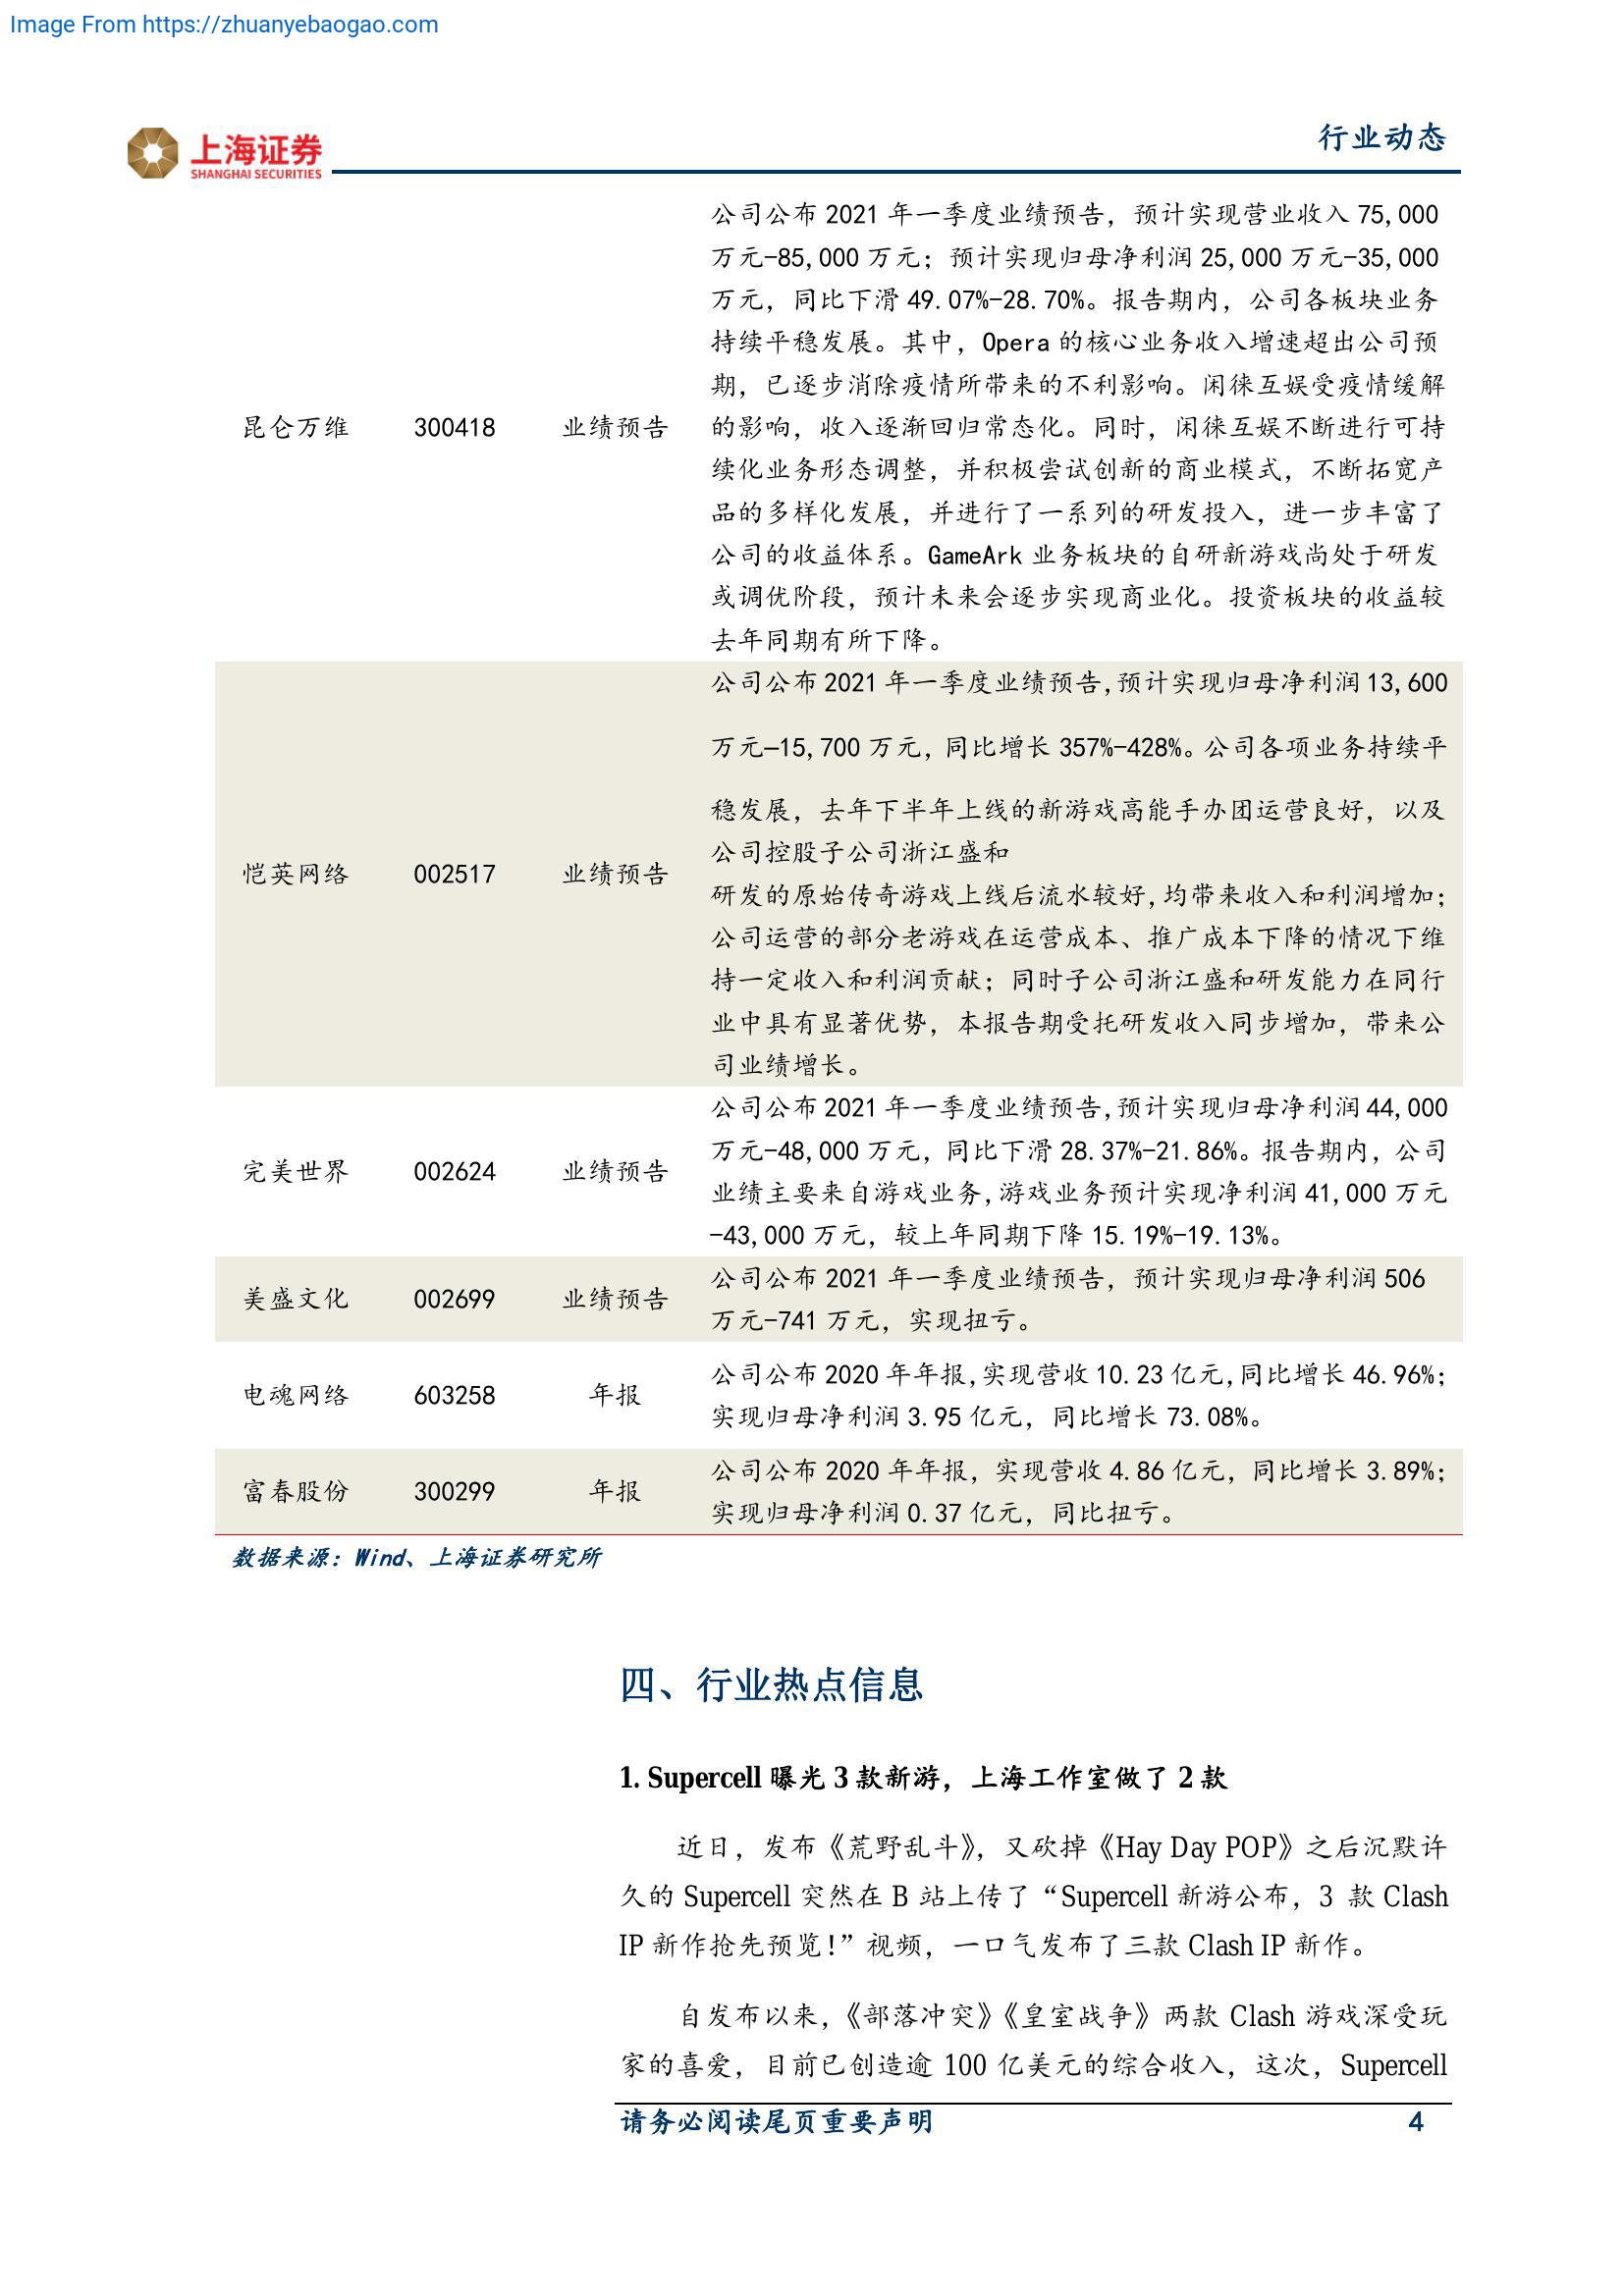 Image From https://zhuanyebaogao.com
上海证券
SHANGHAI SECURITIES
行业动态
昆仑万维 300418 业绩预告
公司公布 2021 年一季度业绩预告，预计实现营业收入 75,000
万元-85,000 万元；预计实现归母净利润 25,000 万元-35,000
万元，同比下滑 49.07%-28.70%。报告期内，公司各板块业务
持续平稳发展。其中，Opera 的核心业务收入增速超出公司预
期，已逐步消除疫情所带来的不利影响。闲徕互娱受疫情缓解
的影响，收入逐渐回归常态化。同时，闲徕互娱不断进行可持
续化业务形态调整，并积极尝试创新的商业模式，不断拓宽产
品的多样化发展，并进行了一系列的研发投入，进一步丰富了
公司的收益体系。GameArk 业务板块的自研新游戏尚处于研发
或调优阶段，预计未来会逐步实现商业化。投资板块的收益较
去年同期有所下降。
恺英网络 002517 业绩预告
公司公布 2021 年一季度业绩预告,预计实现归母净利润 13,600
万元—15,700 万元，同比增长 357%-428%。公司各项业务持续平
稳发展，去年下半年上线的新游戏高能手办团运营良好，以及
公司控股子公司浙江盛和
研发的原始传奇游戏上线后流水较好,均带来收入和利润增加；
公司运营的部分老游戏在运营成本、推广成本下降的情况下维
持一定收入和利润贡献；同时子公司浙江盛和研发能力在同行
业中具有显著优势，本报告期受托研发收入同步增加，带来公
司业绩增长。
完美世界 002624 业绩预告
公司公布 2021 年一季度业绩预告,预计实现归母净利润 44,000
万元-48,000 万元，同比下滑 28.37%-21.86%。报告期内，公司
业绩主要来自游戏业务,游戏业务预计实现净利润 41,000 万元
-43,000 万元，较上年同期下降 15.19%-19.13%。
美盛文化 002699 业绩预告
公司公布 2021 年一季度业绩预告，预计实现归母净利润 506
万元-741 万元，实现扭亏。
电魂网络 603258 年报
公司公布 2020 年年报,实现营收 10.23 亿元,同比增长 46.96%；
实现归母净利润 3.95 亿元，同比增长 73.08%。
富春股份 300299 年报
公司公布 2020 年年报，实现营收 4.86 亿元，同比增长 3.89%；
实现归母净利润 0.37 亿元，同比扭亏。
数据来源：Wind、上海证券研究所
四、行业热点信息
1. Supercell 曝光 3 款新游，上海工作室做了 2 款
近日，发布《荒野乱斗》，又砍掉《Hay Day POP》之后沉默许
久的 Supercell 突然在 B 站上传了“Supercell 新游公布，3 款 Clash
IP 新作抢先预览！”视频，一口气发布了三款 Clash IP 新作。
自发布以来，《部落冲突》《皇室战争》两款 Clash 游戏深受玩
家的喜爱，目前已创造逾 100 亿美元的综合收入，这次，Supercell
请务必阅读尾页重要声明 4